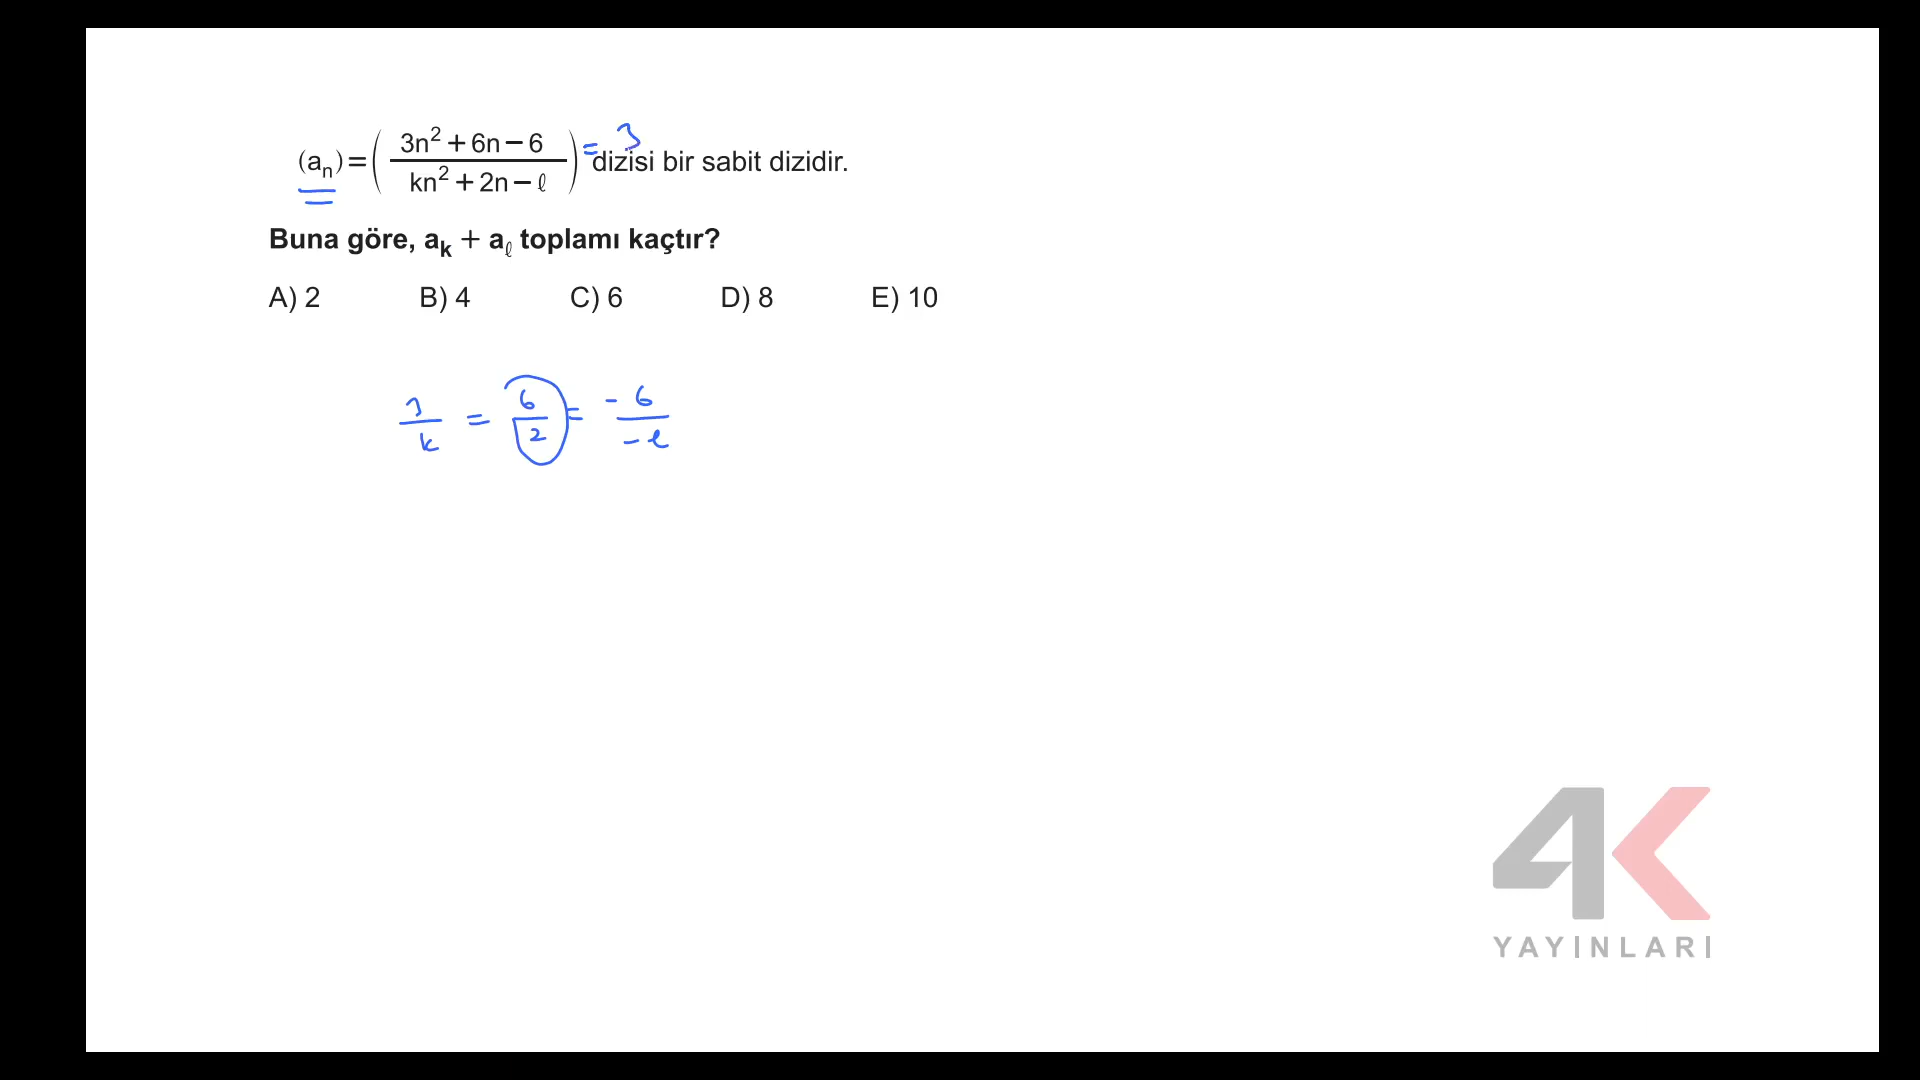 (aₙ) = ( (3n² + 6n − 6) / (kn² + 2n − ℓ) ) = 3 dizisi bir sabit dizidir.
Buna göre, aₖ + a_ℓ toplamı kaçtır?
A) 2 B) 4 C) 6 D) 8 E) 10
3/k = 6/2 = -6/-ℓ
4K
YAYINLARI